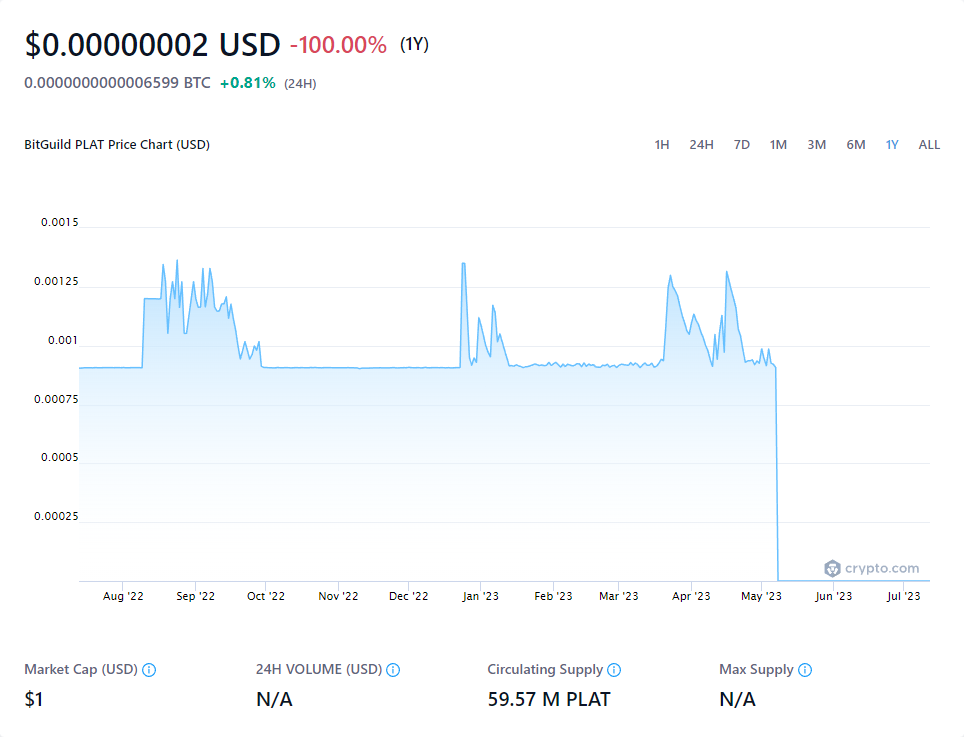 $0.00000002 USD -100.00% (1Y)
0.0000000000006599 BTC +0.81% (24H)
BitGuild PLAT Price Chart (USD) 1H 24H 7D 1M 3M 6M 1Y ALL
0.0015
0.00125
0.001
0.00075
0.0005
0.00025
crypto.com
Aug '22 Sep '22 Oct '22 Nov '22 Dec '22 Jan '23 Feb '23 Mar '23 Apr '23 May '23 Jun '23 Jul '23
Market Cap (USD) 24H VOLUME (USD) Circulating Supply Max Supply
$1 N/A 59.57 M PLAT N/A